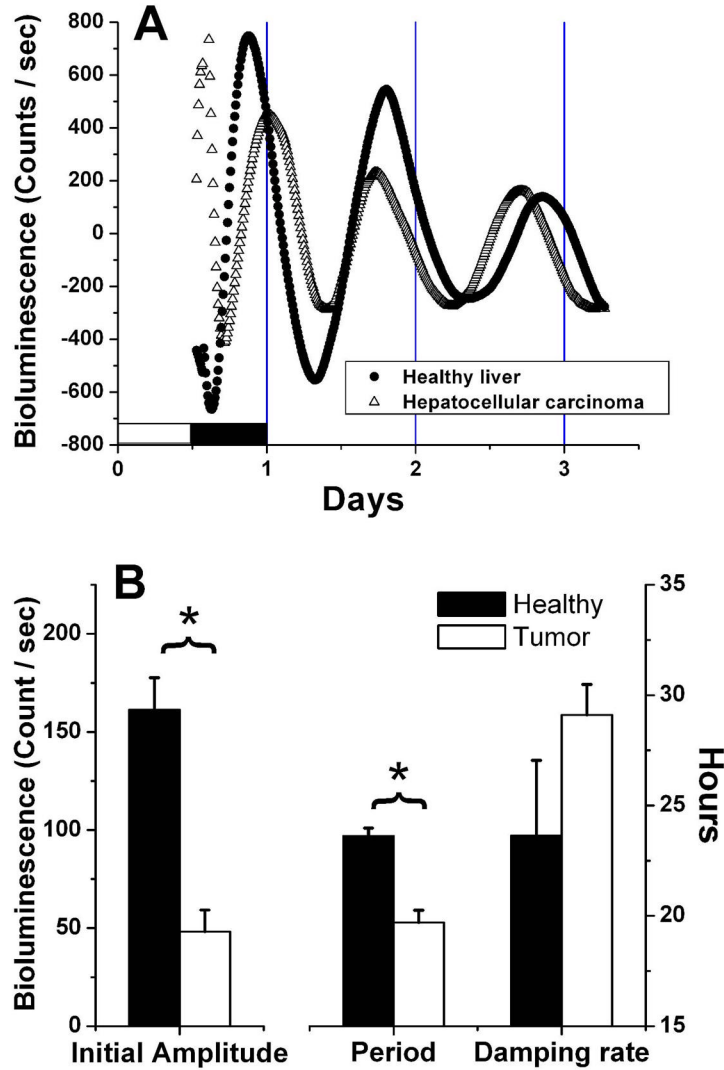 A
Bioluminescence (Counts / sec)
800
600
400
200
0
-200
-400
-600
-800
Healthy liver
Hepatocellular carcinoma
0
1
2
3
Days
B
Bioluminescence (Count / sec)
200
150
100
50
0
*
*
Healthy
Tumor
35
30
25
20
15
Hours
Initial Amplitude
Period
Damping rate